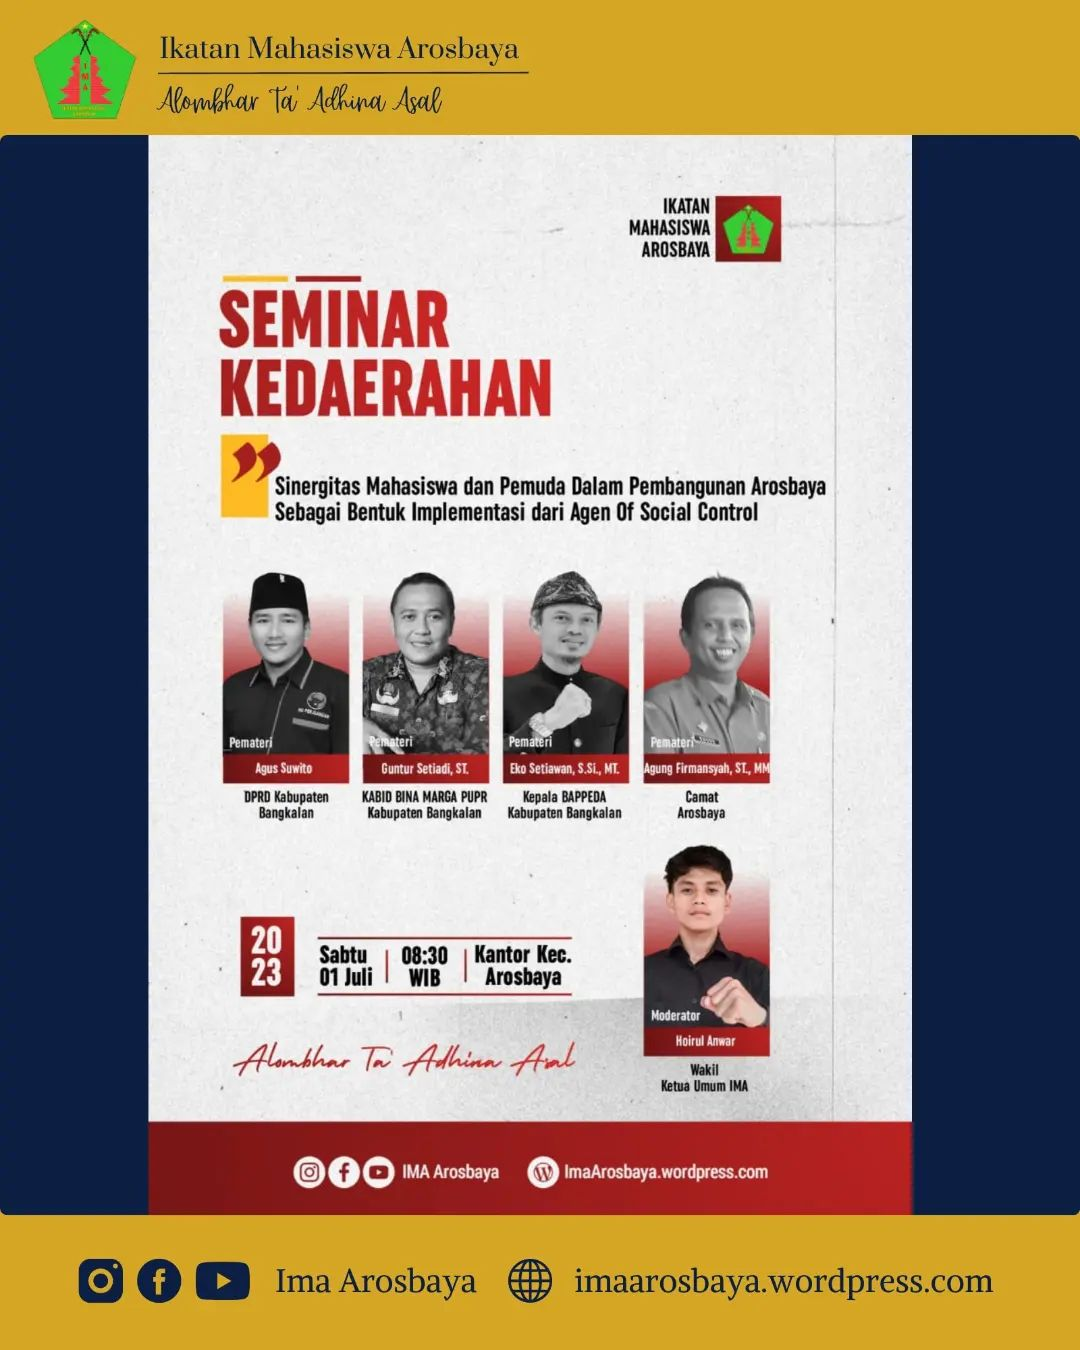 Ikatan Mahasiswa Arosbaya
Alombhar Ta' Adhina Asal
IMA
IKATAN
MAHASISWA
AROSBAYA
SEMINAR
KEDAERAHAN
Sinergitas Mahasiswa dan Pemuda Dalam Pembangunan Arosbaya
Sebagai Bentuk Implementasi dari Agen Of Social Control
Pemateri
Agus Suwito
DPRD Kabupaten
Bangkalan
Pemateri
Guntur Setiadi, ST.
KABID BINA MARGA PUPR
Kabupaten Bangkalan
Pemateri
Eko Setiawan, S.Si., MT.
Kepala BAPPEDA
Kabupaten Bangkalan
Pemateri
Agung Firmansyah, ST., MM
Camat
Arosbaya
20
23
Sabtu
01 Juli
08:30
WIB
Kantor Kec.
Arosbaya
Moderator
Hoirul Anwar
Wakil
Ketua Umum IMA
Alombhar Ta' Adhina Asal
IMA Arosbaya
ImaArosbaya.wordpress.com
Ima Arosbaya
imaarosbaya.wordpress.com